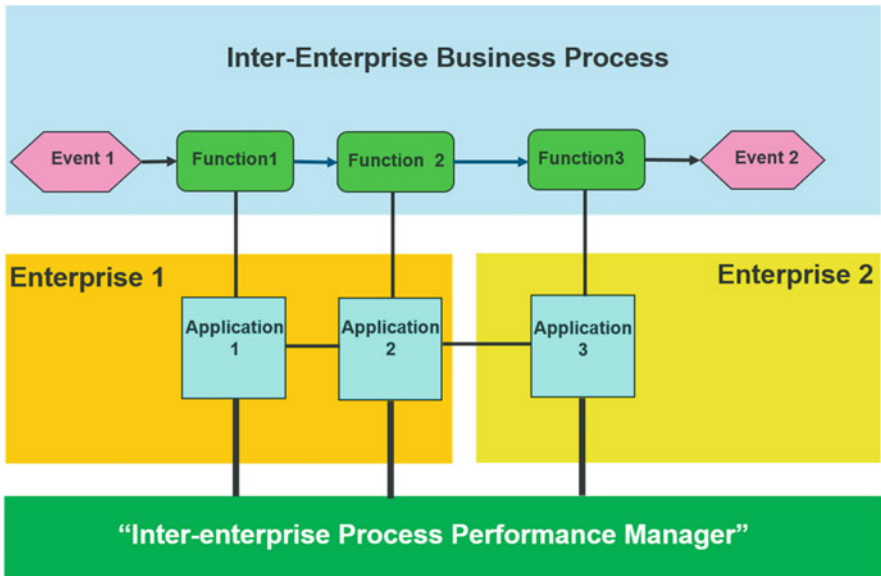 Inter-Enterprise Business Process
Event 1
Function1
Function 2
Function3
Event 2
Enterprise 1
Enterprise 2
Application
1
Application
2
Application
3
“Inter-enterprise Process Performance Manager”